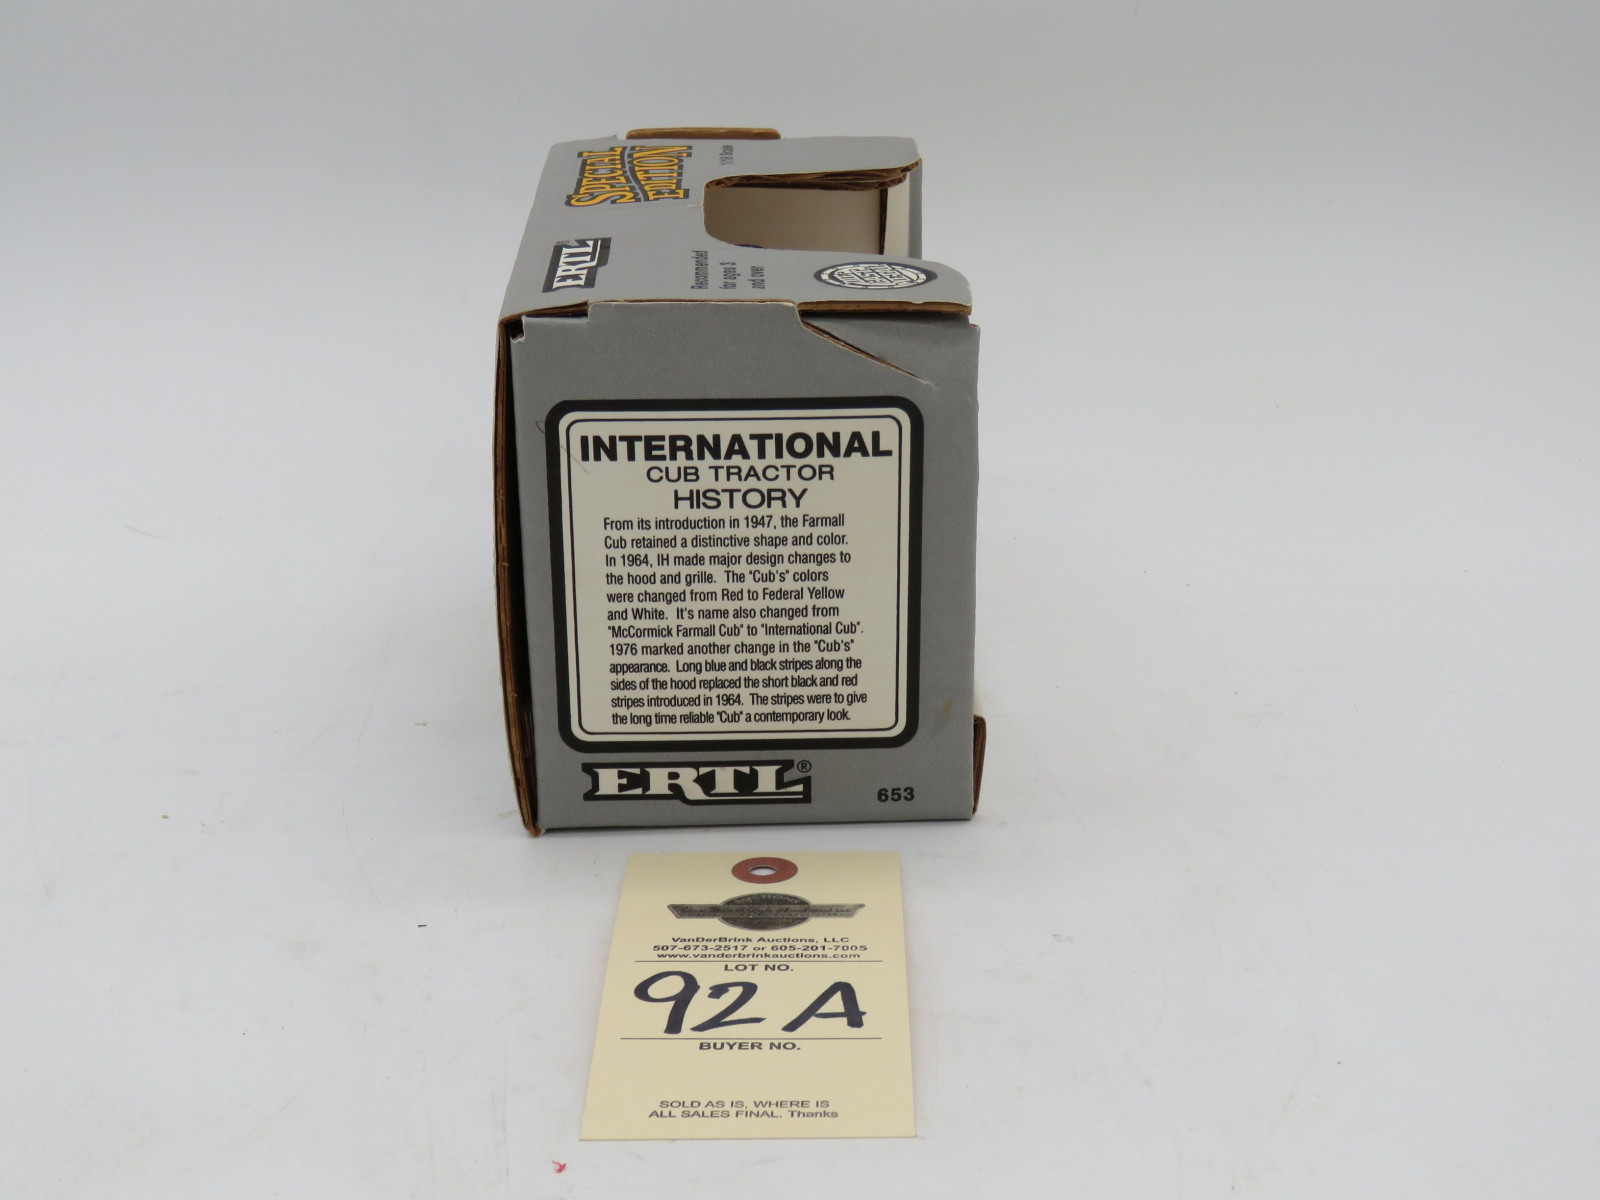 SPECIAL
EDITION
1/16 Scale
ERTL®
Recommended
for ages 3
and over
INTERNATIONAL
CUB TRACTOR
HISTORY
From its introduction in 1947, the Farmall
Cub retained a distinctive shape and color.
In 1964, IH made major design changes to
the hood and grille. The "Cub's" colors
were changed from Red to Federal Yellow
and White. It's name also changed from
"McCormick Farmall Cub" to "International Cub".
1976 marked another change in the "Cub's"
appearance. Long blue and black stripes along the
sides of the hood replaced the short black and red
stripes introduced in 1964. The stripes were to give
the long time reliable "Cub" a contemporary look.
ERTL®
653
VanDerBrink Auctions, LLC
507-673-2517 or 605-201-7005
www.vanderbrinkauctions.com
LOT NO.
92A
BUYER NO.
SOLD AS IS, WHERE IS
ALL SALES FINAL. Thanks